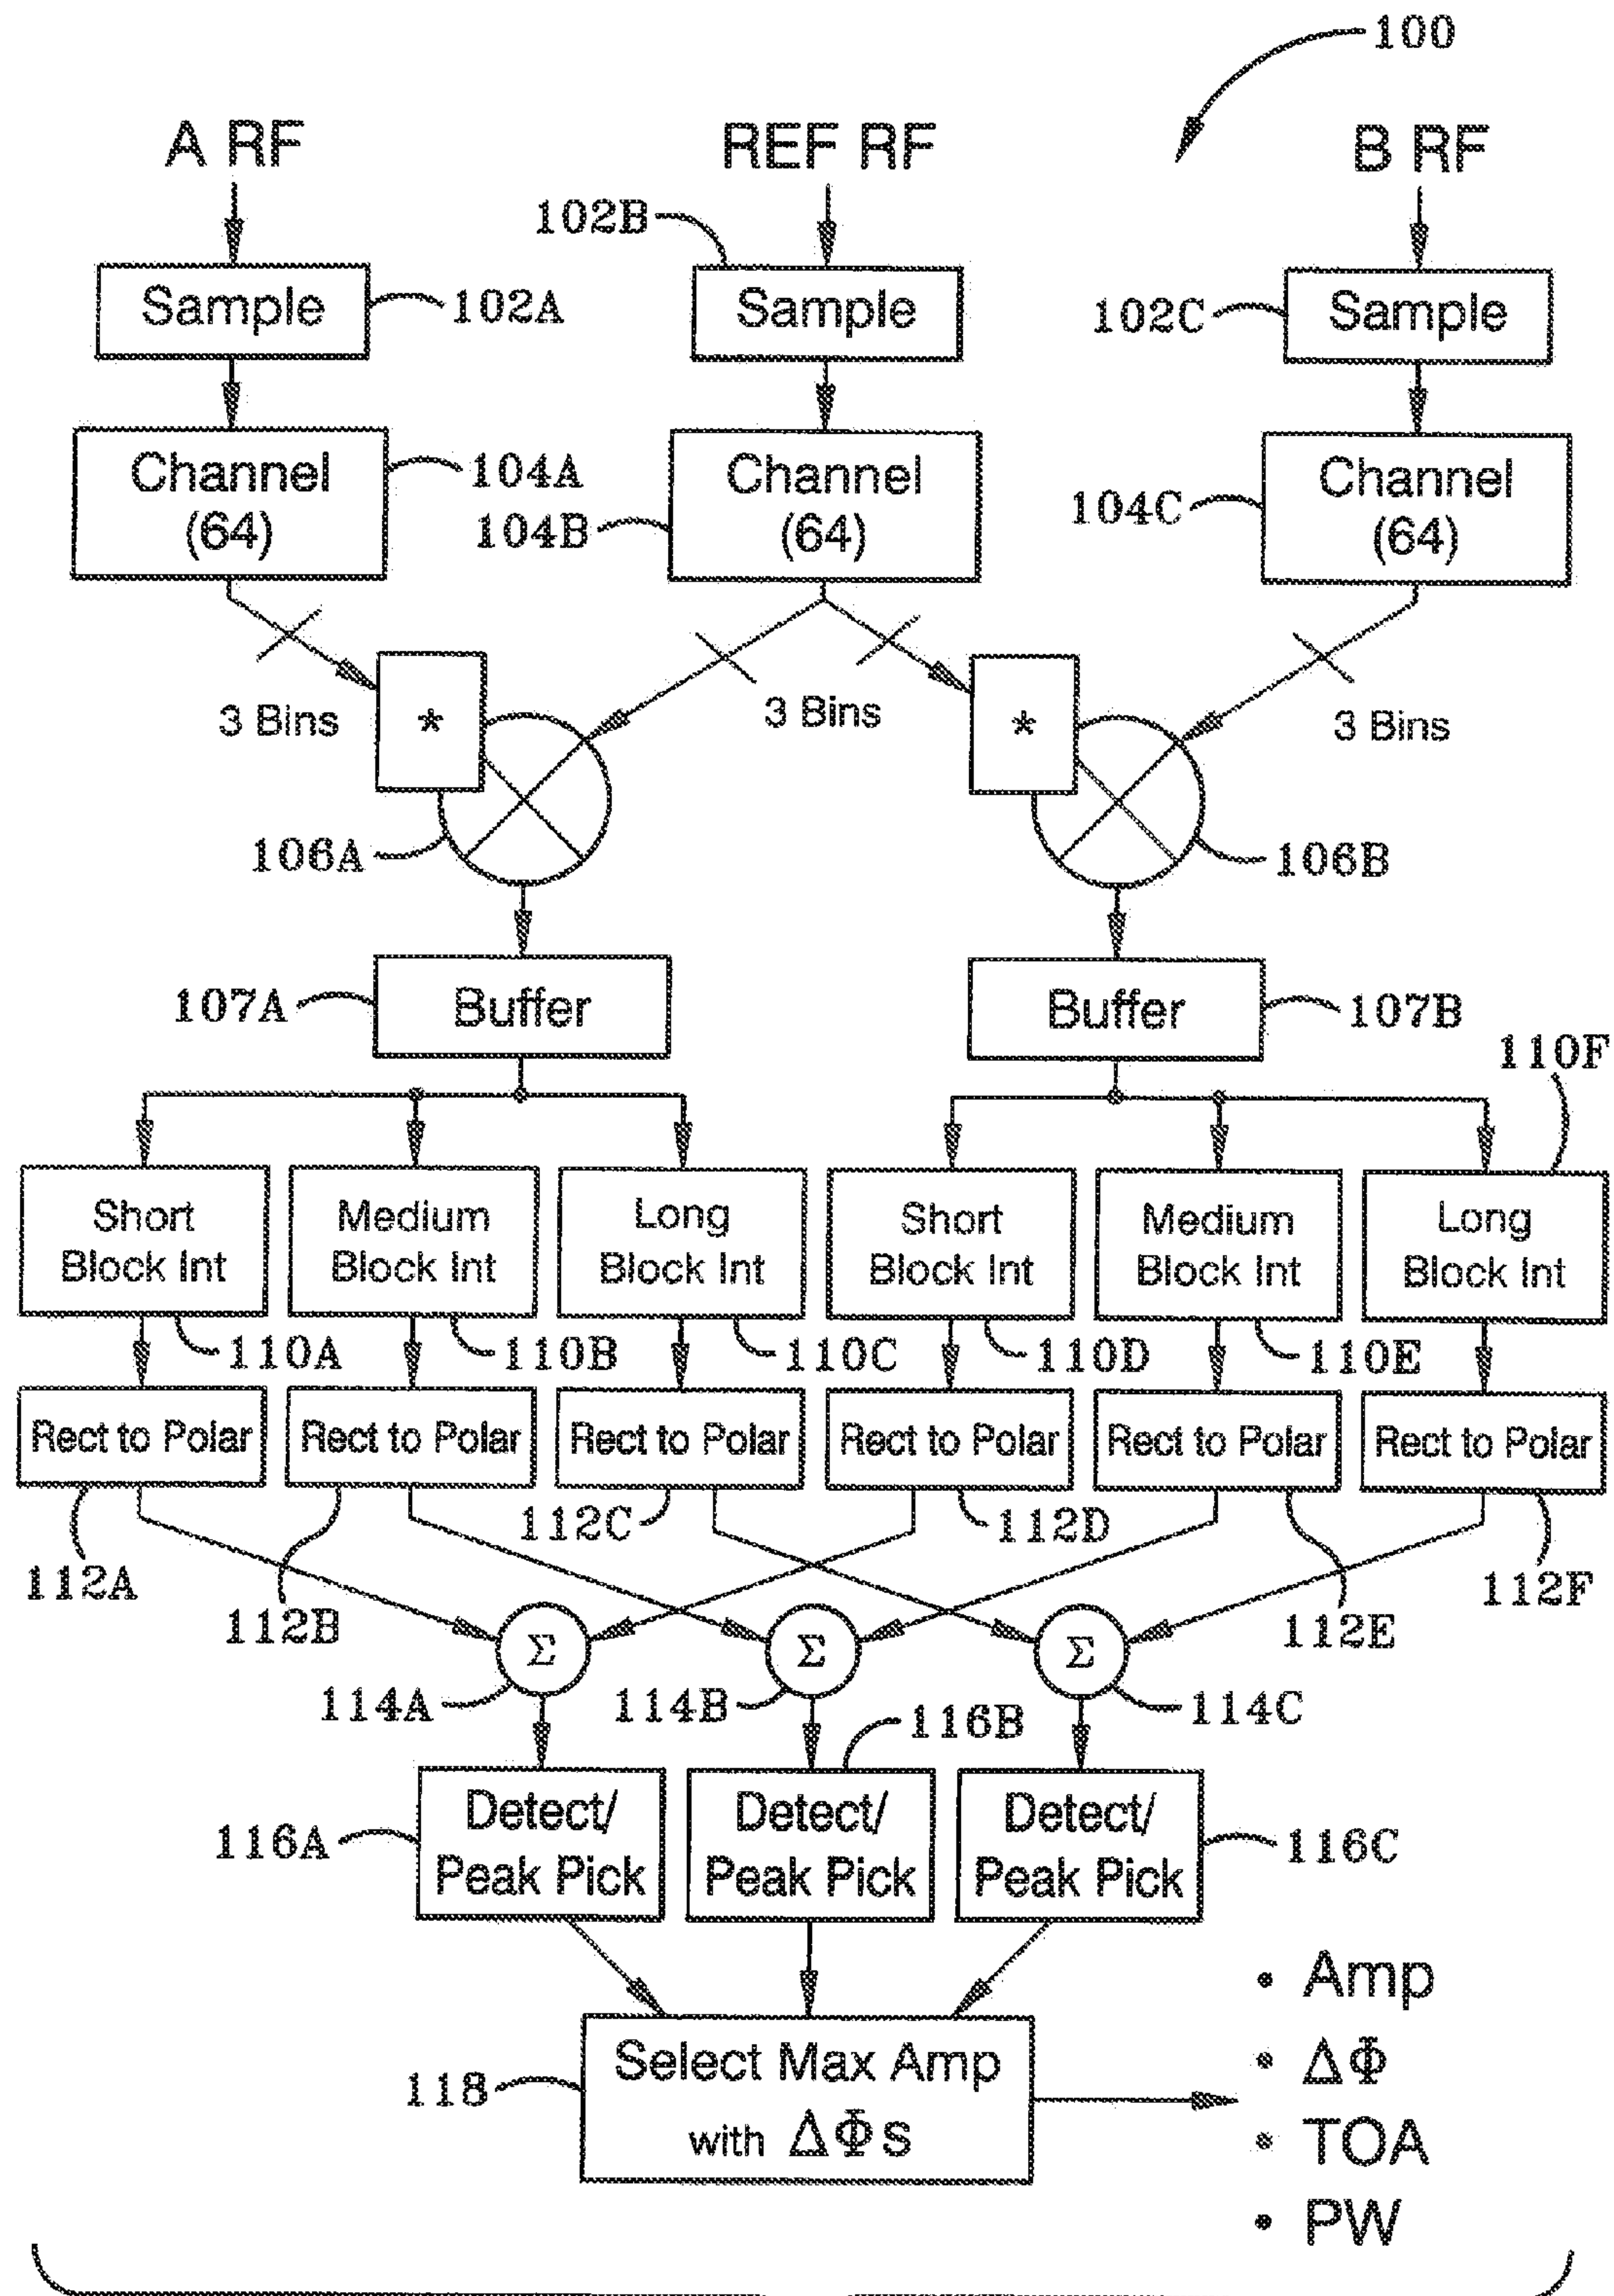 100
A RF
REF RF
B RF
102B
Sample
102A
Sample
102C
Sample
Channel
(64)
104A
104B
Channel
(64)
104C
Channel
(64)
3 Bins
*
3 Bins
*
3 Bins
106A
106B
107A
Buffer
Buffer
107B
110F
Short
Block Int
Medium
Block Int
Long
Block Int
Short
Block Int
Medium
Block Int
Long
Block Int
110A
110B
110C
110D
110E
Rect to Polar
Rect to Polar
Rect to Polar
Rect to Polar
Rect to Polar
Rect to Polar
112A
112B
112C
112D
112E
112F
Σ
Σ
Σ
114A
114B
114C
116B
116A
Detect/
Peak Pick
Detect/
Peak Pick
Detect/
Peak Pick
116C
118
Select Max Amp
with ΔΦs
• Amp
• ΔΦ
• TOA
• PW